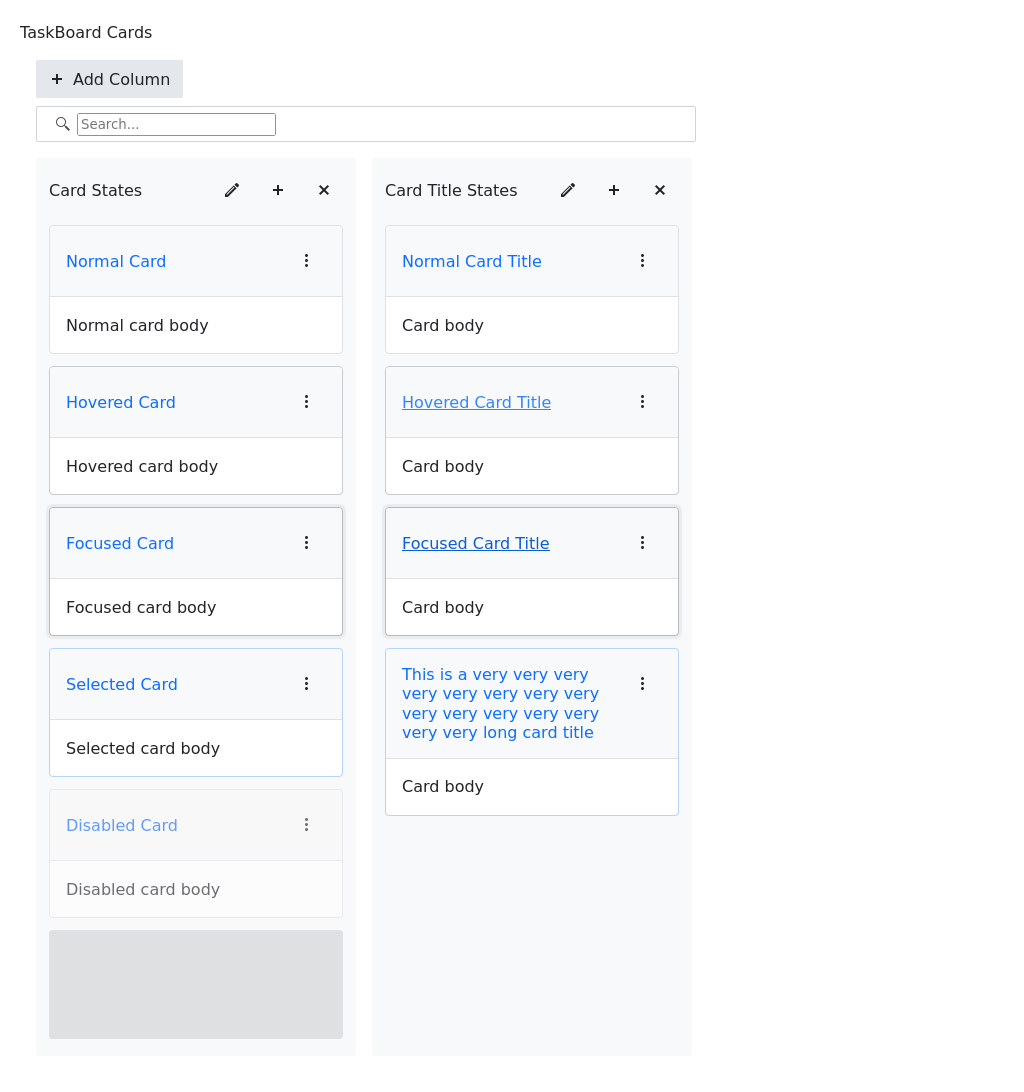 TaskBoard Cards
Add Column
Search...
Card States
Normal Card
Normal card body
Hovered Card
Hovered card body
Focused Card
Focused card body
Selected Card
Selected card body
Disabled Card
Disabled card body
Card Title States
Normal Card Title
Card body
Hovered Card Title
Card body
Focused Card Title
Card body
This is a very very very
very very very very very
very very very very very
very very long card title
Card body